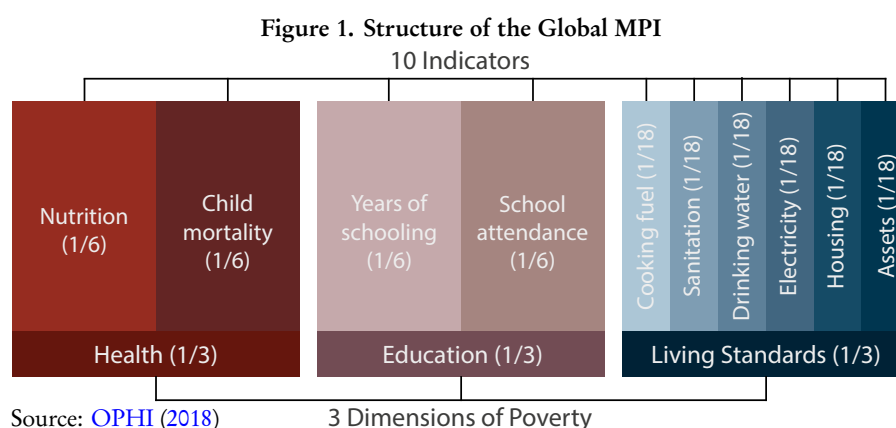 Figure 1. Structure of the Global MPI
10 Indicators
Nutrition
(1/6)
Child
mortality
(1/6)
Years of
schooling
(1/6)
School
attendance
(1/6)
Cooking fuel (1/18)
Sanitation (1/18)
Drinking water (1/18)
Electricity (1/18)
Housing (1/18)
Assets (1/18)
Health (1/3)
Education (1/3)
Living Standards (1/3)
Source: OPHI (2018)
3 Dimensions of Poverty